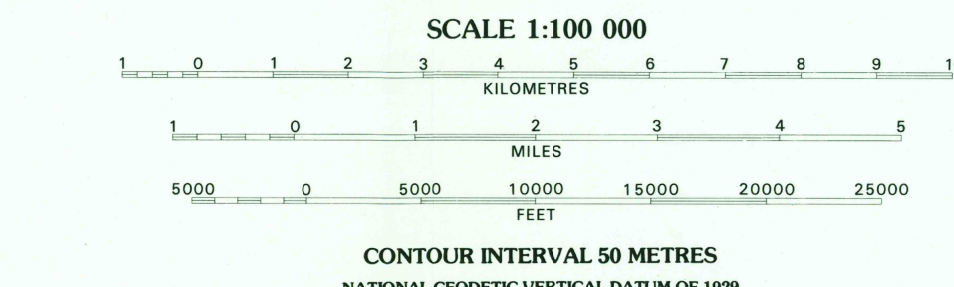 SCALE 1:100 000
1 0 1 2 3 4 5 6 7 8 9
KILOMETRES
1 0 1 2 3 4 5
MILES
5000 0 5000 10000 15000 20000 25000
FEET
CONTOUR INTERVAL 50 METRES
NATIONAL GEODETIC VERTICAL DATUM OF 1929